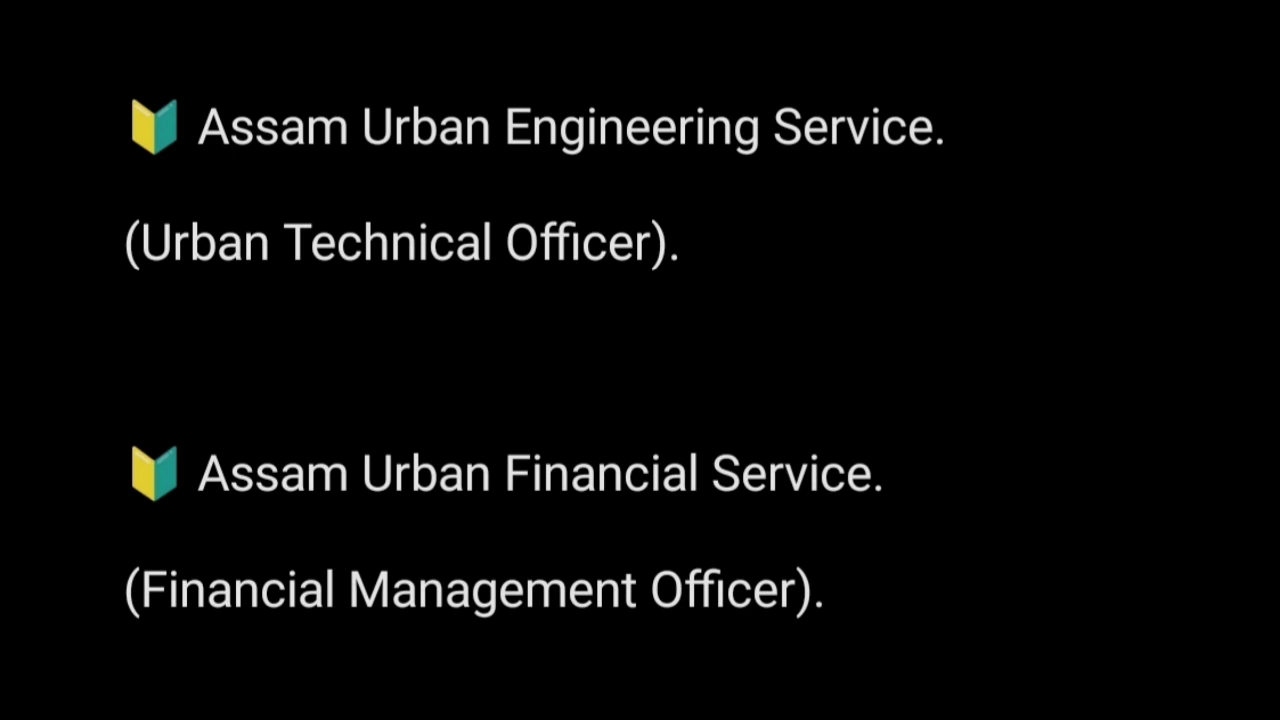 🔰 Assam Urban Engineering Service.
(Urban Technical Officer).
🔰 Assam Urban Financial Service.
(Financial Management Officer).